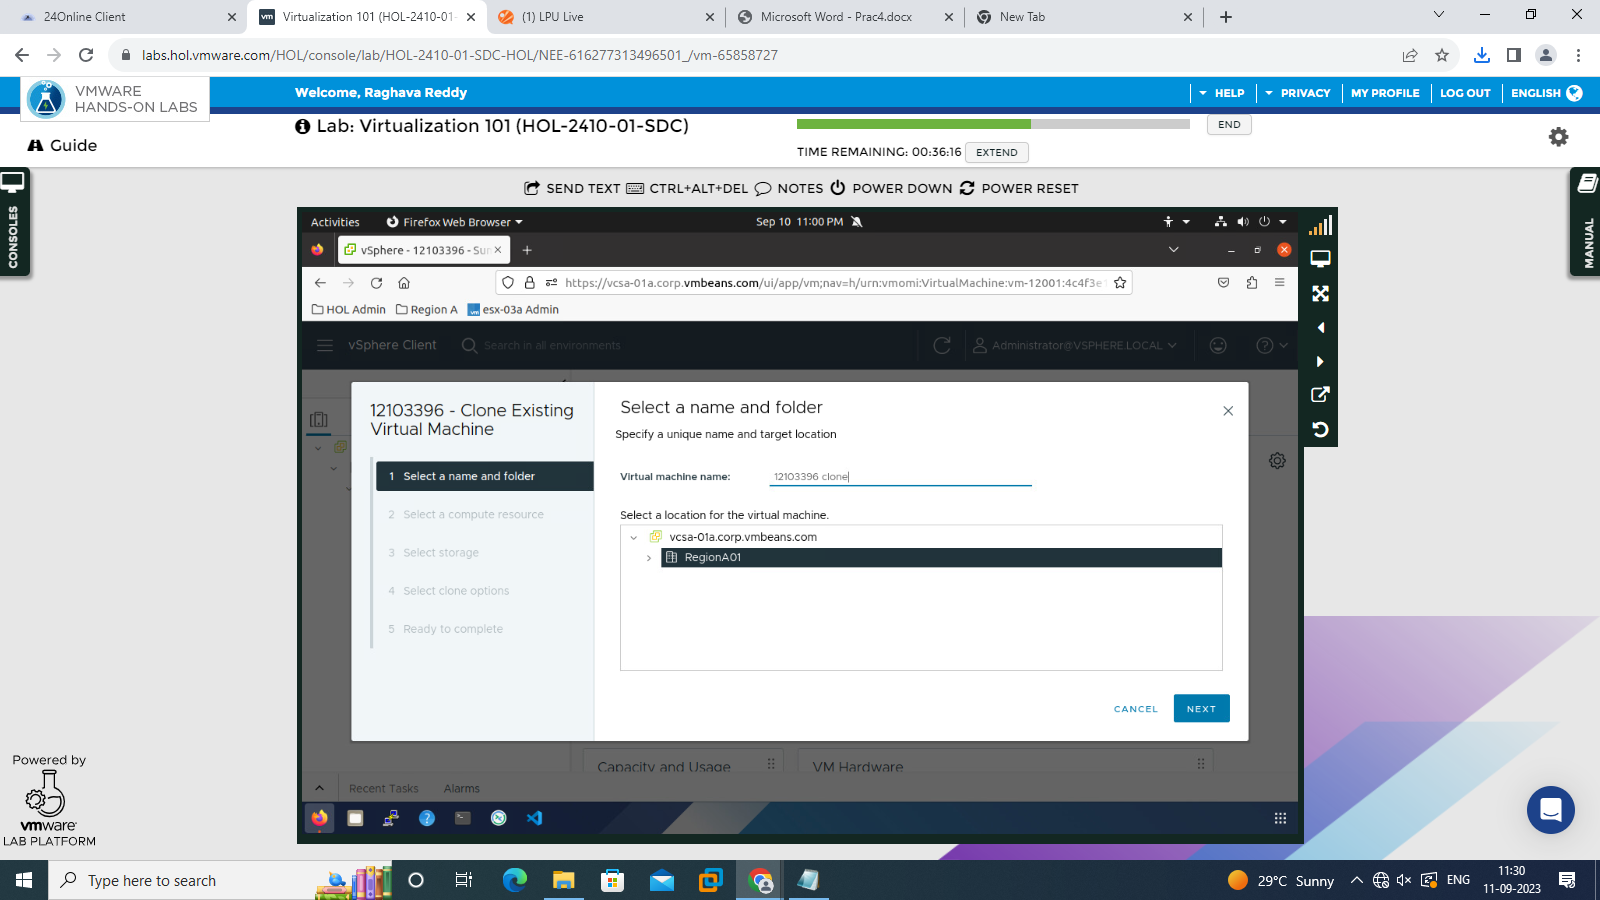 24Online Client
vm Virtualization 101 (HOL-2410-01-
(1) LPU Live
Microsoft Word - Prac4.docx
New Tab
labs.hol.vmware.com/HOL/console/lab/HOL-2410-01-SDC-HOL/NEE-616277313496501_/vm-65858727
VMWARE
HANDS-ON LABS
Welcome, Raghava Reddy
HELP
PRIVACY
MY PROFILE
LOG OUT
ENGLISH
Guide
Lab: Virtualization 101 (HOL-2410-01-SDC)
END
TIME REMAINING: 00:36:16
EXTEND
SEND TEXT
CTRL+ALT+DEL
NOTES
POWER DOWN
POWER RESET
CONSOLES
MANUAL
Activities
Firefox Web Browser
Sep 10 11:00 PM
vSphere - 12103396 - Sum
https://vcsa-01a.corp.vmbeans.com/ui/app/vm;nav=h/urn:vmomi:VirtualMachine:vm-12001:4c4f3e
HOL Admin
Region A
esx-03a Admin
vSphere Client
Search in all environments
Administrator@VSPHERE.LOCAL
12103396 - Clone Existing
Virtual Machine
1 Select a name and folder
2 Select a compute resource
3 Select storage
4 Select clone options
5 Ready to complete
Select a name and folder
Specify a unique name and target location
Virtual machine name:
12103396 clone
Select a location for the virtual machine.
vcsa-01a.corp.vmbeans.com
RegionA01
CANCEL
NEXT
Capacity and Usage
VM Hardware
Recent Tasks
Alarms
Powered by
vmware
LAB PLATFORM
Type here to search
29°C Sunny
ENG
11:30
11-09-2023